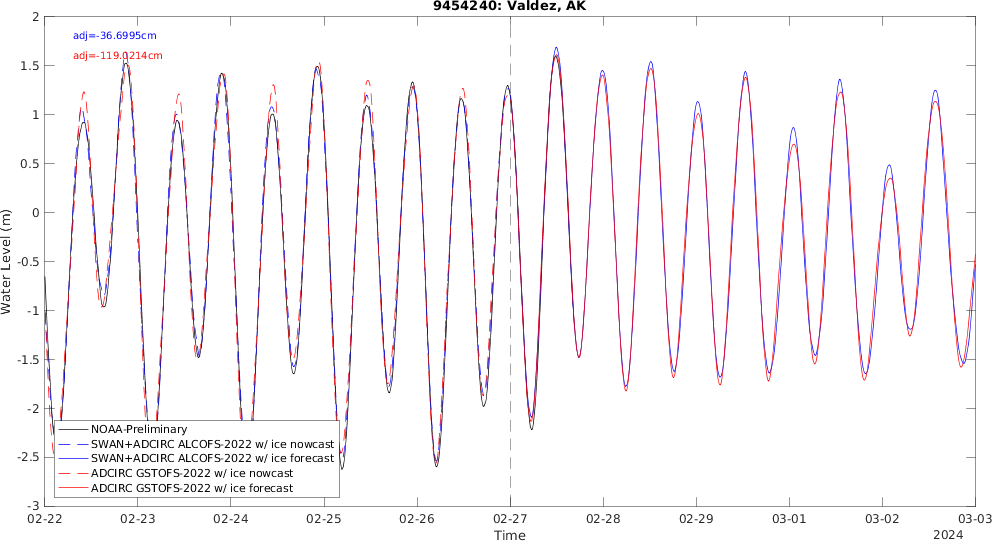 9454240: Valdez, AK
adj=-36.6995cm
adj=-119.0214cm
2
1.5
1
0.5
0
-0.5
-1
-1.5
-2
-2.5
-3
Water Level (m)
NOAA-Preliminary
SWAN+ADCIRC ALCOFS-2022 w/ ice nowcast
SWAN+ADCIRC ALCOFS-2022 w/ ice forecast
ADCIRC GSTOFS-2022 w/ ice nowcast
ADCIRC GSTOFS-2022 w/ ice forecast
02-22 02-23 02-24 02-25 02-26 02-27 02-28 02-29 03-01 03-02 03-03
Time
2024